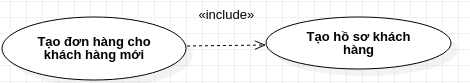 «include»
Tạo đơn hàng cho
khách hàng mới
Tạo hồ sơ khách
hàng